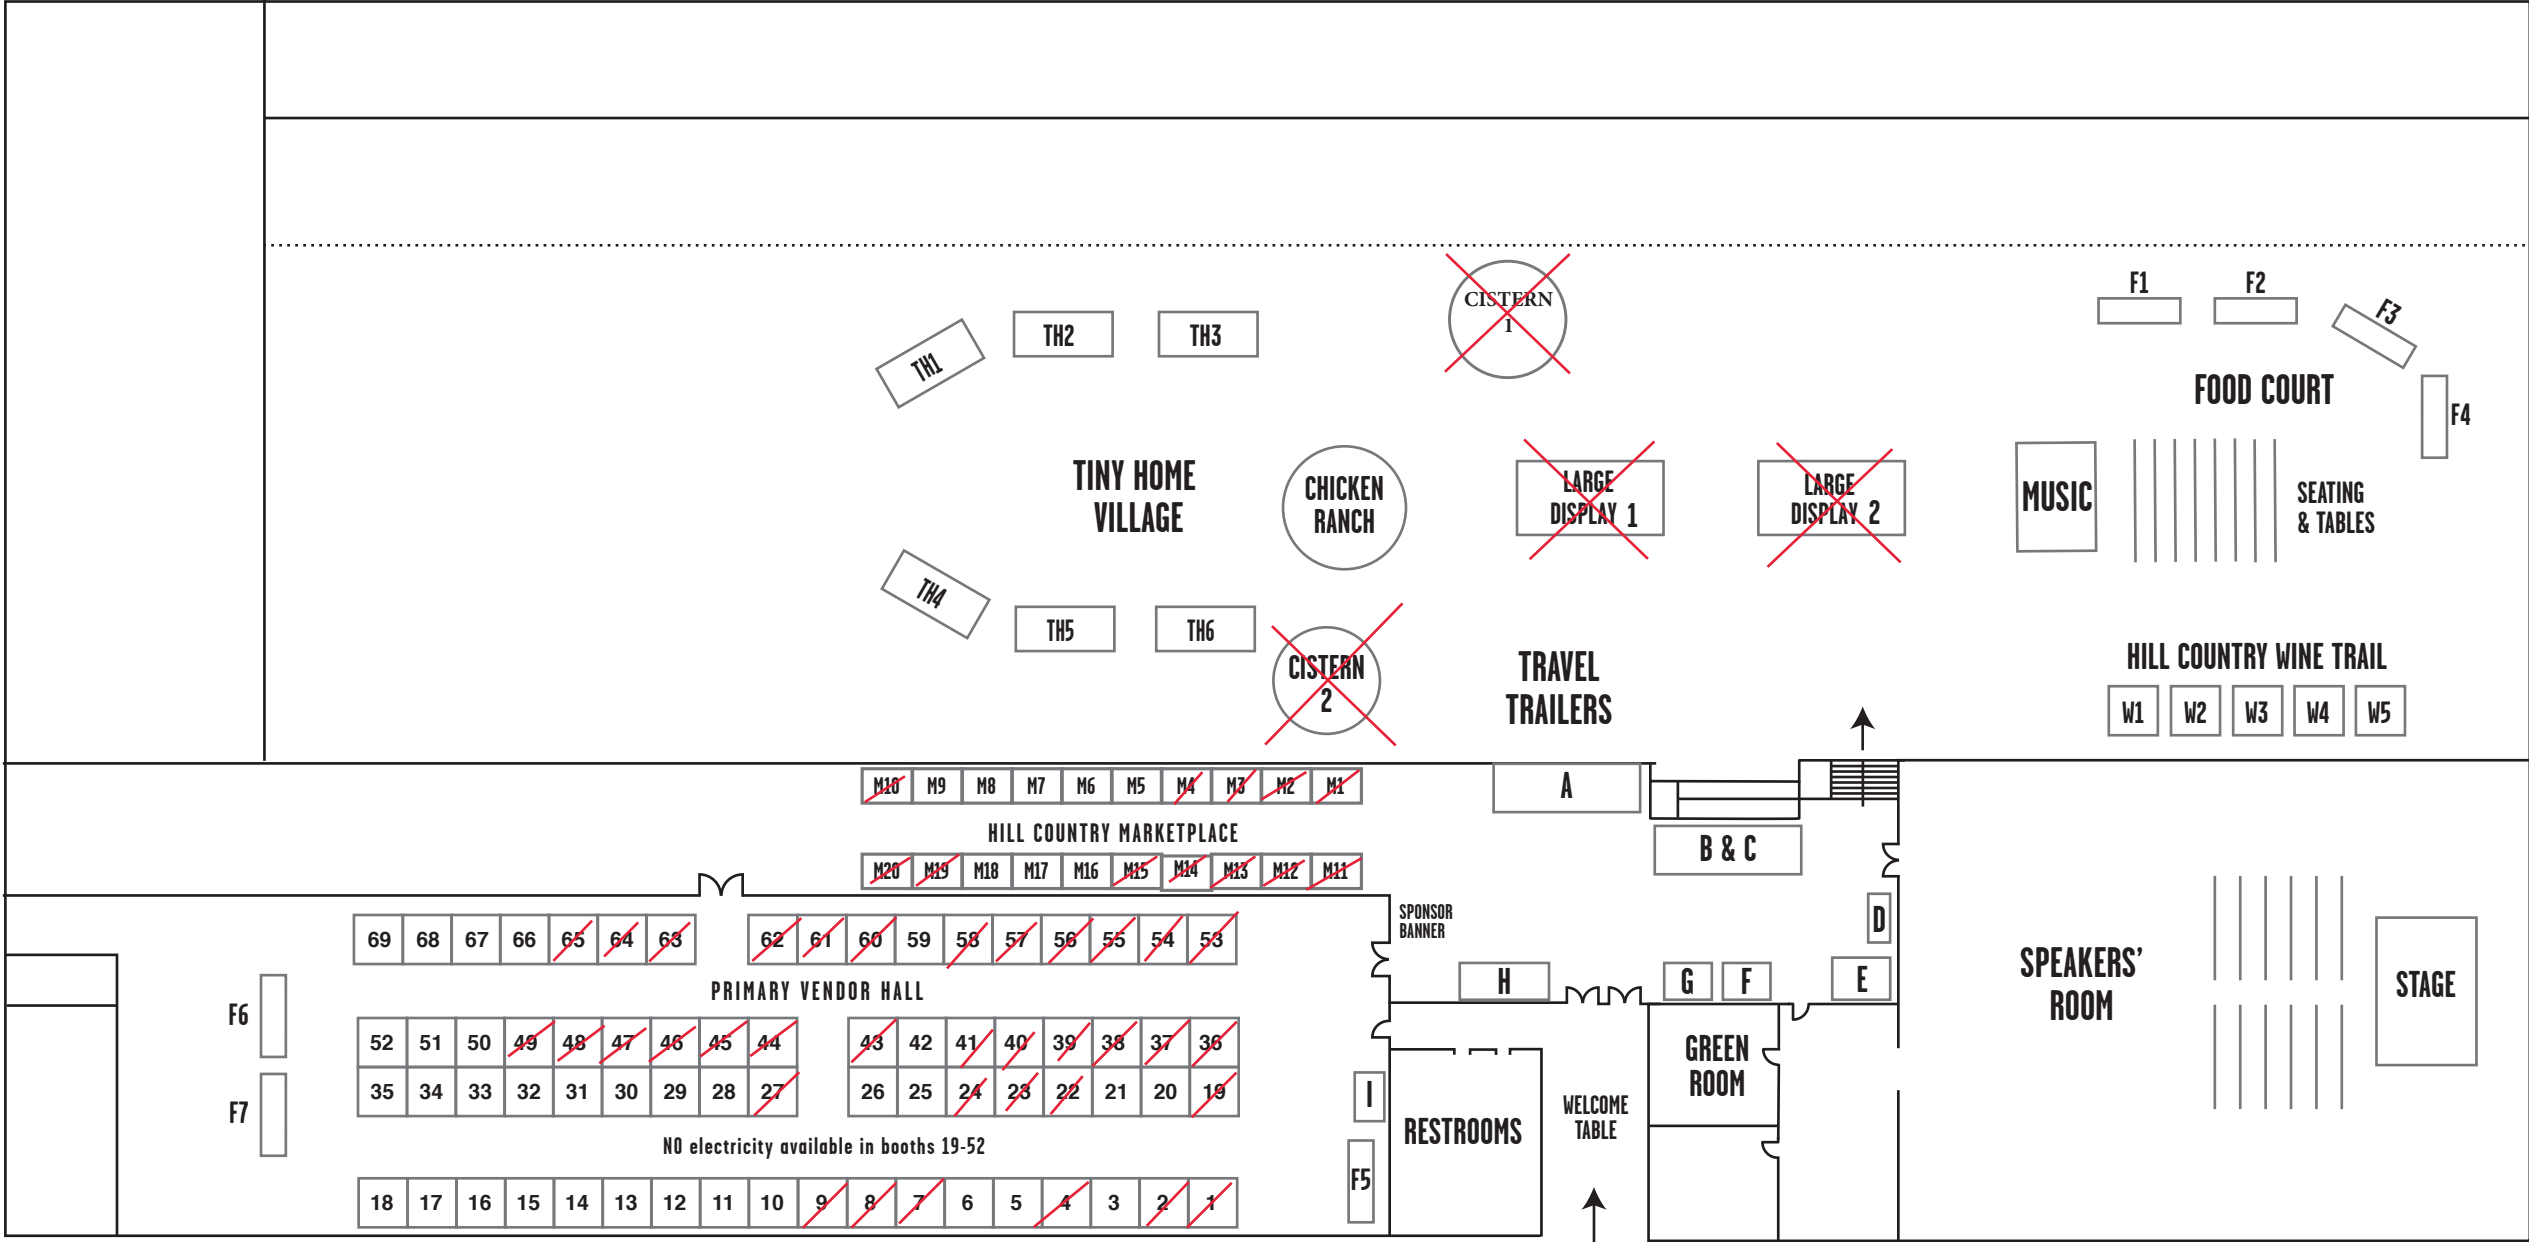 CISTERN
1
F1
F2
F3
TH1
TH2
TH3
FOOD COURT
F4
TINY HOME
VILLAGE
CHICKEN
RANCH
LARGE
DISPLAY 1
LARGE
DISPLAY 2
MUSIC
SEATING
& TABLES
TH4
TH5
TH6
CISTERN
2
TRAVEL
TRAILERS
HILL COUNTRY WINE TRAIL
W1 W2 W3 W4 W5
M10 M9 M8 M7 M6 M5 M4 M3 M2 M1
A
HILL COUNTRY MARKETPLACE
B & C
M20 M19 M18 M17 M16 M15 M14 M13 M12 M11
SPONSOR
BANNER
D
69 68 67 66 65 64 63 62 61 60 59 58 57 56 55 54 53
PRIMARY VENDOR HALL
H
G
F
E
SPEAKERS'
ROOM
STAGE
F6
52 51 50 49 48 47 46 45 44 43 42 41 40 39 38 37 36
35 34 33 32 31 30 29 28 27 26 25 24 23 22 21 20 19
F7
I
GREEN
ROOM
RESTROOMS
WELCOME
TABLE
NO electricity available in booths 19-52
F5
18 17 16 15 14 13 12 11 10 9 8 7 6 5 4 3 2 1